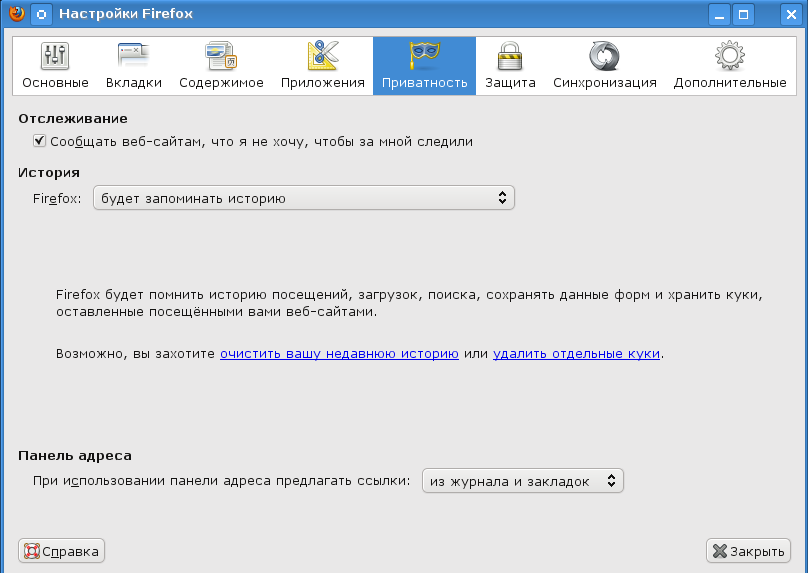 Настройки Firefox
Основные Вкладки Содержимое Приложения Приватность Защита Синхронизация Дополнительные
Отслеживание
Сообщать веб-сайтам, что я не хочу, чтобы за мной следили
История
Firefox: будет запоминать историю
Firefox будет помнить историю посещений, загрузок, поиска, сохранять данные форм и хранить куки,
оставленные посещёнными вами веб-сайтами.
Возможно, вы захотите очистить вашу недавнюю историю или удалить отдельные куки.
Панель адреса
При использовании панели адреса предлагать ссылки: из журнала и закладок
Справка Закрыть